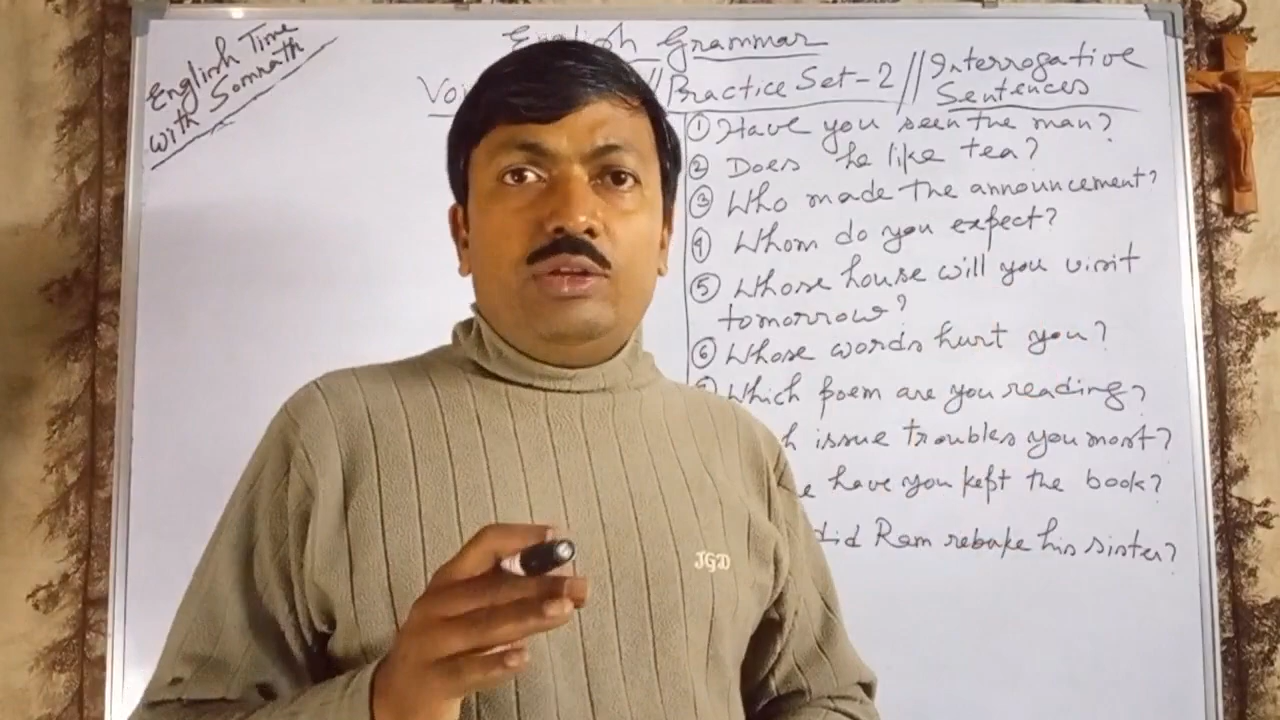 English Time
with Somnath
English Grammar
// Practice Set-2 // Interrogative
Sentences
① Have you seen the man?
② Does he like tea?
③ Who made the announcement?
④ Whom do you expect?
⑤ Whose house will you visit
tomorrow?
⑥ Whose words hurt you?
Which poem are you reading?
issue troubles you most?
have you kept the book?
did Ram rebuke his sister?
JGD